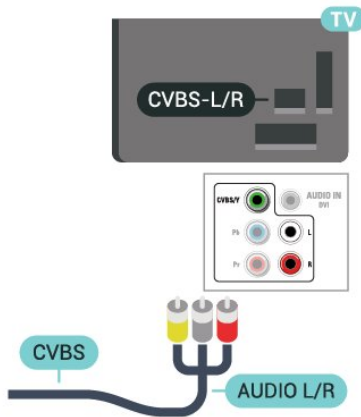 TV
CVBS-L/R
CVBS/Y
AUDIO IN
DVI
Pb
L
Pr
R
CVBS
AUDIO L/R